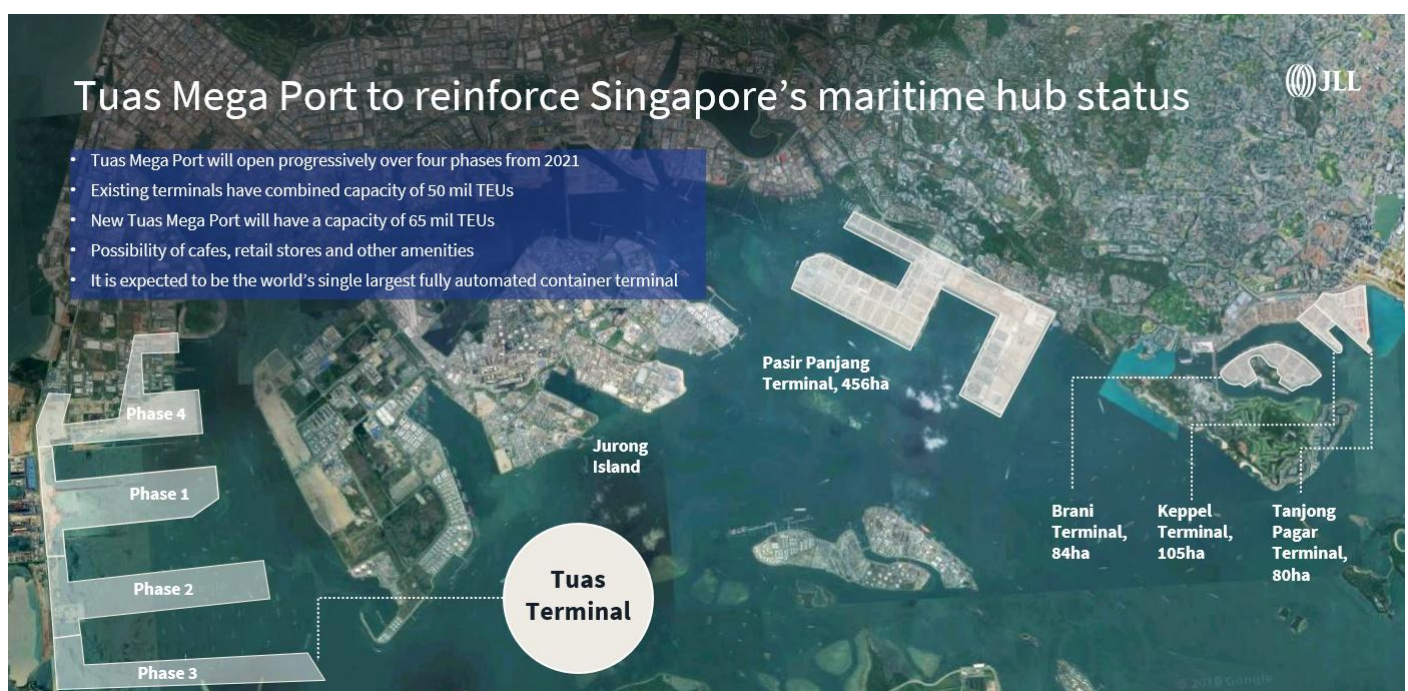 Tuas Mega Port to reinforce Singapore's maritime hub status
JLL
• Tuas Mega Port will open progressively over four phases from 2021
• Existing terminals have combined capacity of 50 mil TEUs
• New Tuas Mega Port will have a capacity of 65 mil TEUs
• Possibility of cafes, retail stores and other amenities
• It is expected to be the world's single largest fully automated container terminal
Pasir Panjang
Terminal, 456ha
Phase 4
Jurong
Island
Phase 1
Brani
Terminal,
84ha
Keppel
Terminal,
105ha
Tanjong
Pagar
Terminal,
80ha
Tuas
Terminal
Phase 2
Phase 3